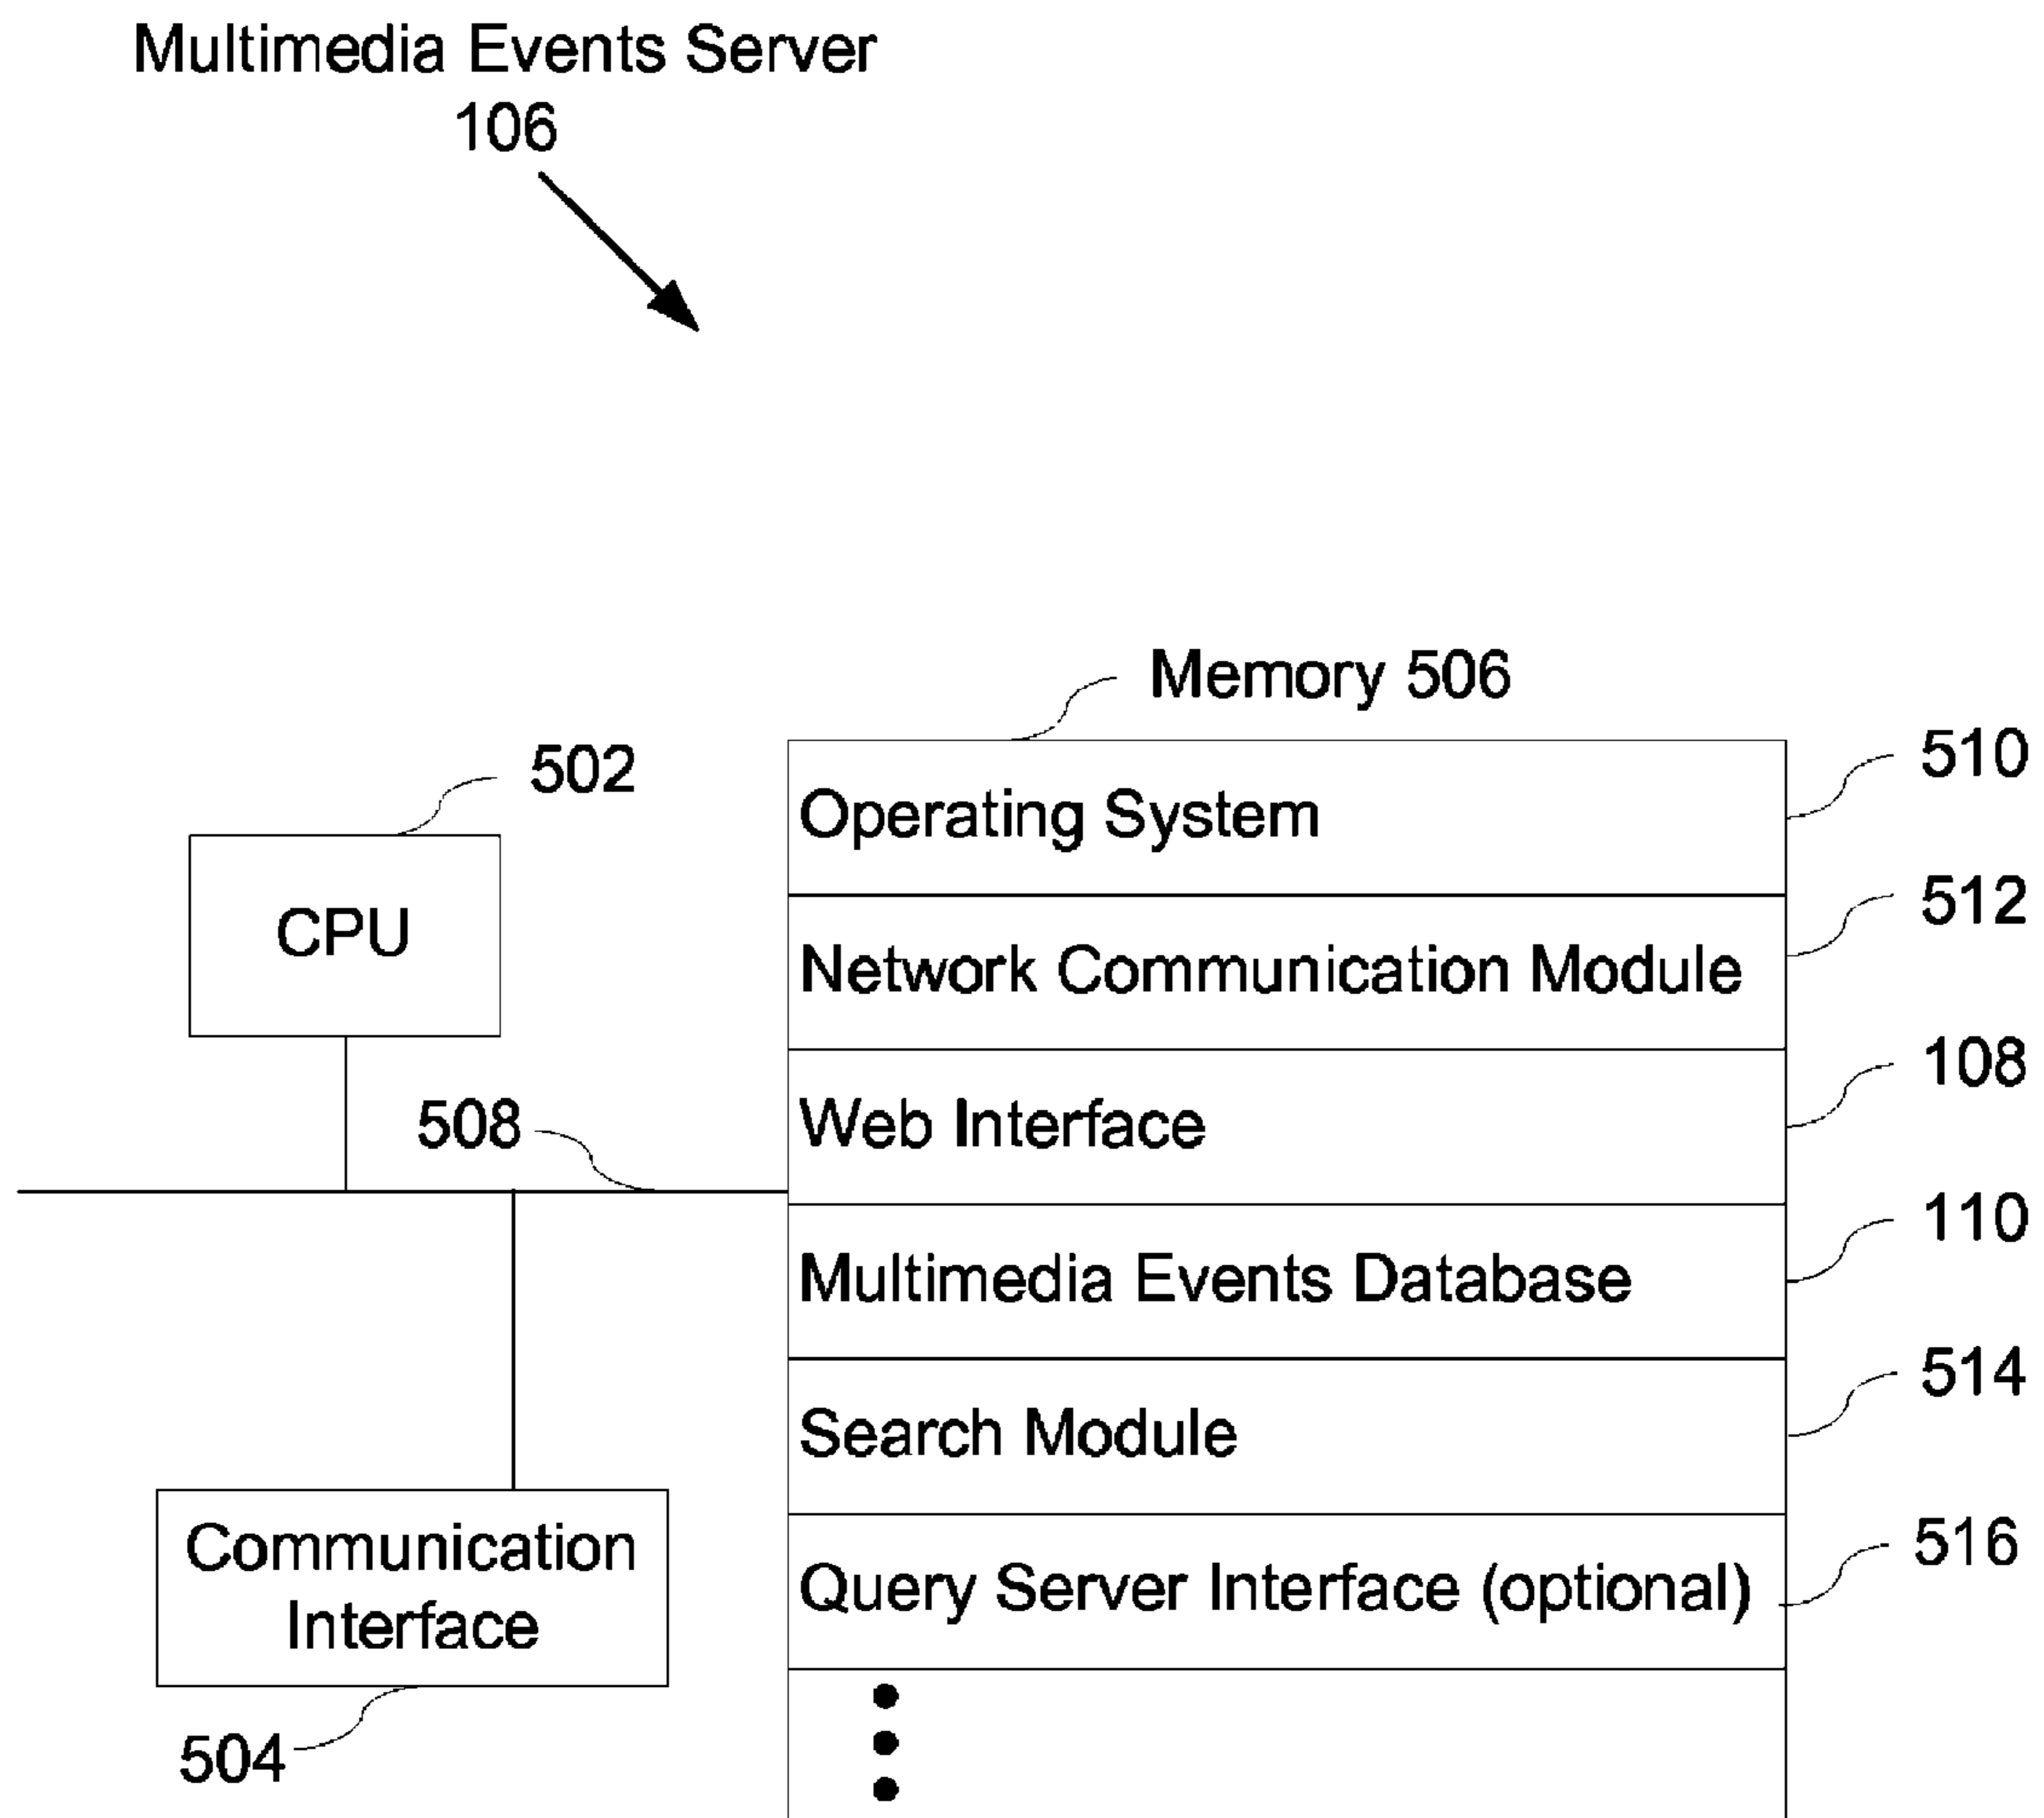 Multimedia Events Server
106
Memory 506
510
502
Operating System
512
CPU
Network Communication Module
108
508
Web Interface
110
Multimedia Events Database
514
Search Module
516
Communication
Interface
Query Server Interface (optional)
504